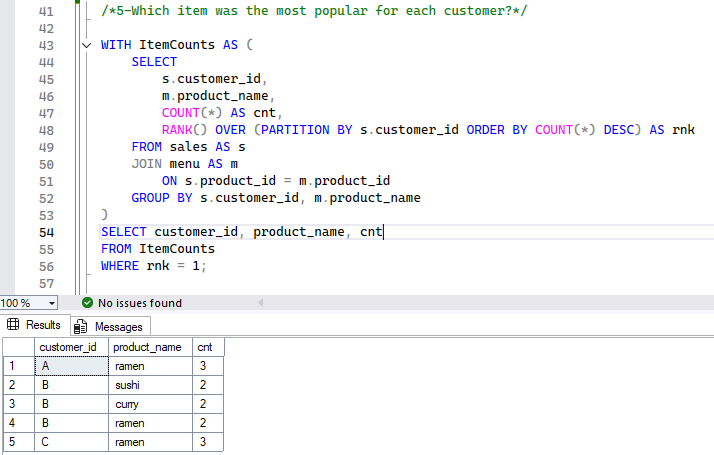 41 /*5-Which item was the most popular for each customer?*/
42
43 WITH ItemCounts AS (
44 SELECT
45 s.customer_id,
46 m.product_name,
47 COUNT(*) AS cnt,
48 RANK() OVER (PARTITION BY s.customer_id ORDER BY COUNT(*) DESC) AS rnk
49 FROM sales AS s
50 JOIN menu AS m
51 ON s.product_id = m.product_id
52 GROUP BY s.customer_id, m.product_name
53 )
54 SELECT customer_id, product_name, cnt
55 FROM ItemCounts
56 WHERE rnk = 1;
57
100 % No issues found
Results Messages
customer_id product_name cnt
1 A ramen 3
2 B sushi 2
3 B curry 2
4 B ramen 2
5 C ramen 3